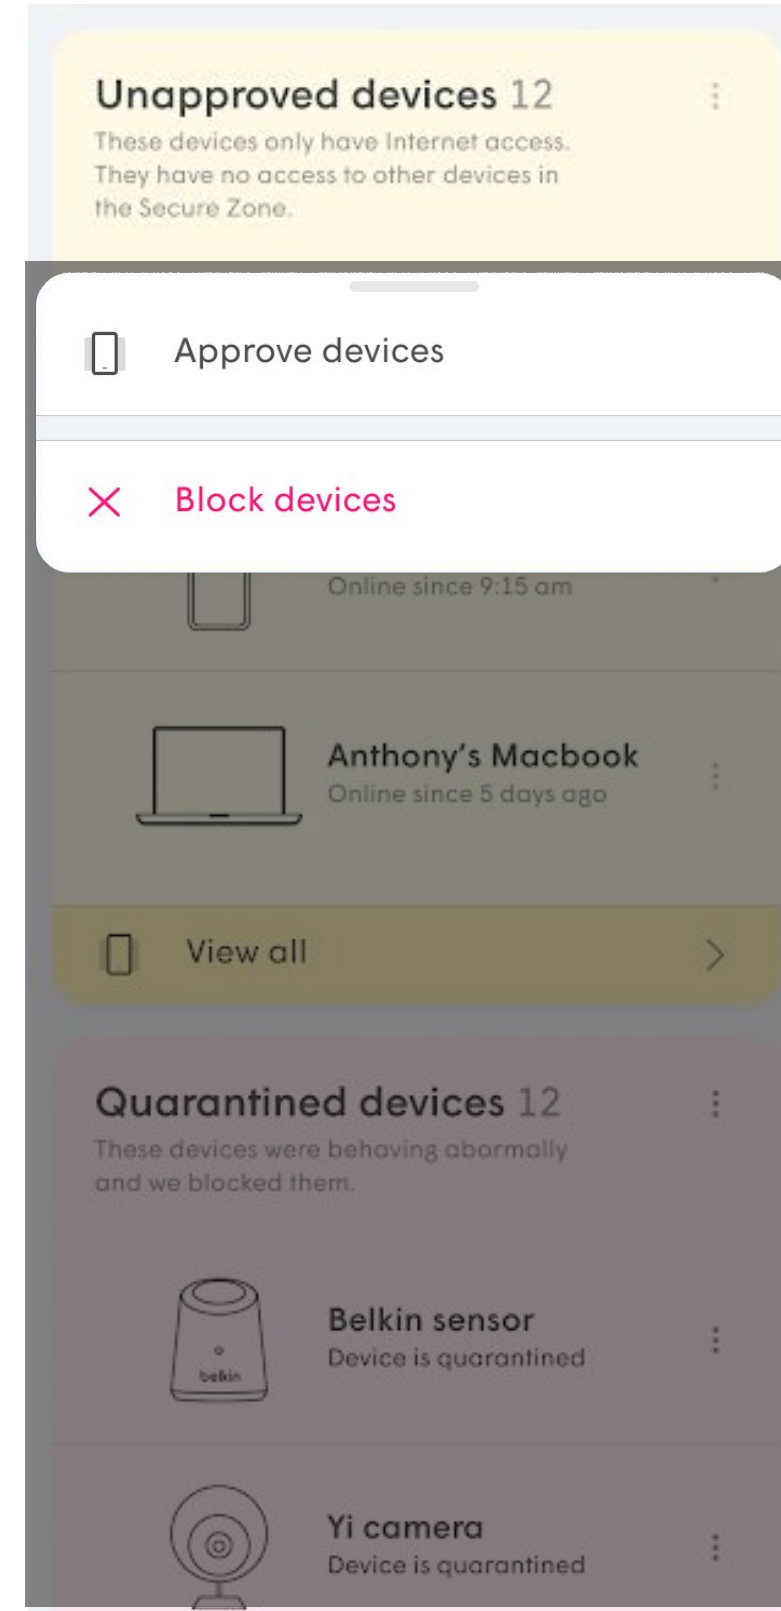 Unapproved devices 12
These devices only have Internet access.
They have no access to other devices in
the Secure Zone.
Approve devices
Block devices
Online since 9:15 am
Anthony's Macbook
Online since 5 days ago
View all
Quarantined devices 12
These devices were behaving abormally
and we blocked them.
Belkin sensor
Device is quarantined
belkin
Yi camera
Device is quarantined